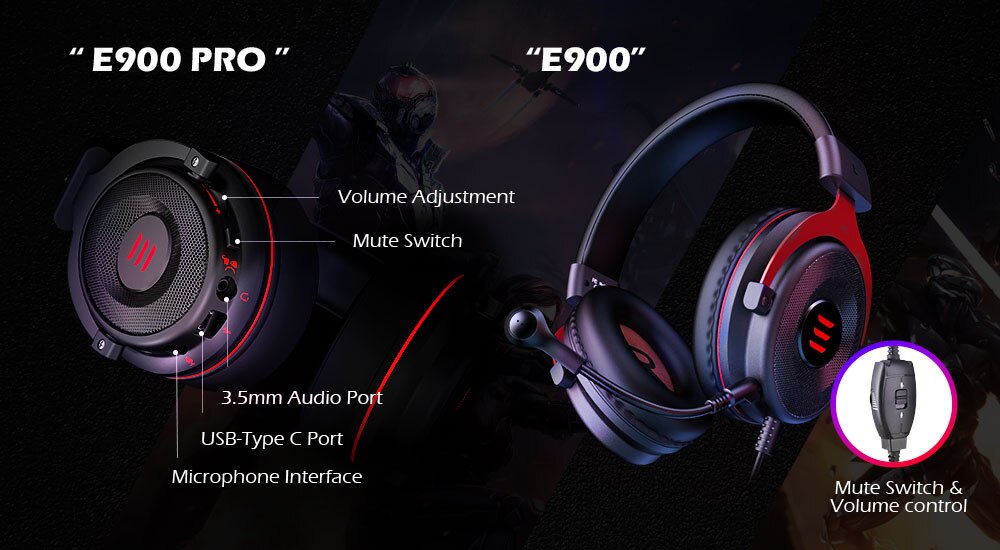 “ E900 PRO ”
“E900”
Volume Adjustment
Mute Switch
3.5mm Audio Port
USB-Type C Port
Microphone Interface
Mute Switch &
Volume control